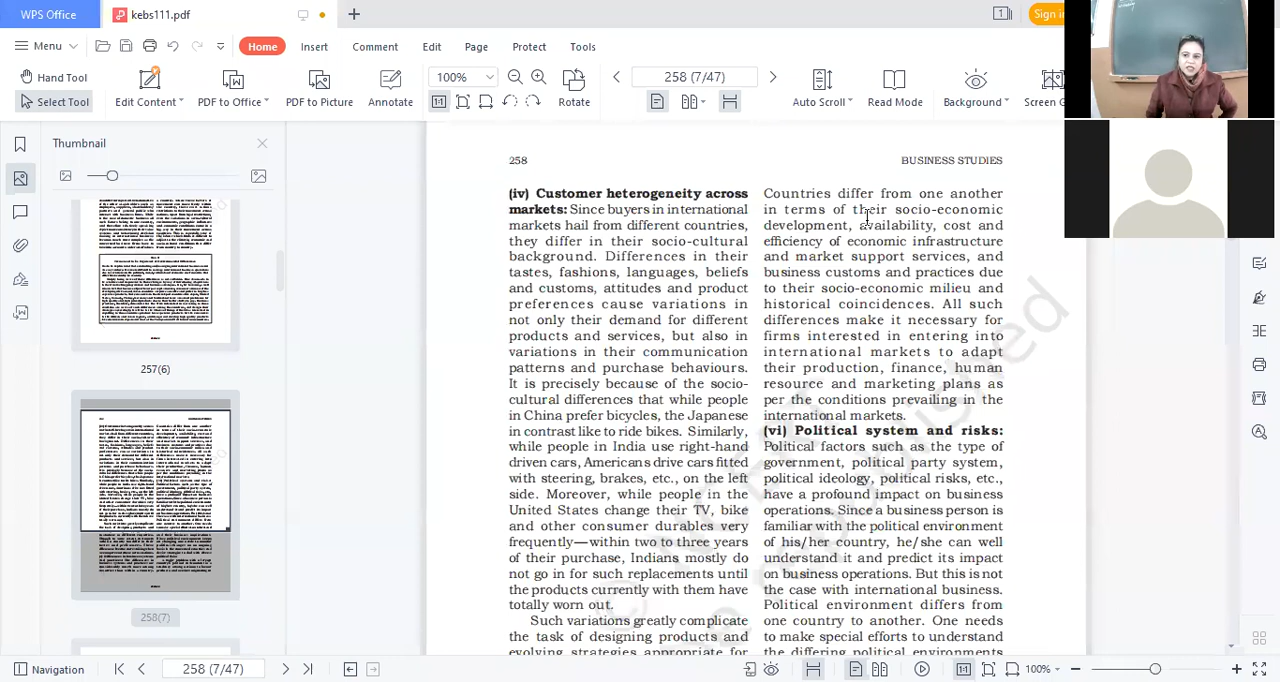 WPS Office
kebs111.pdf
1
Sign in
Menu
Home
Insert
Comment
Edit
Page
Protect
Tools
Hand Tool
Select Tool
Edit Content
PDF to Office
PDF to Picture
Annotate
100%
1:1
Rotate
258 (7/47)
Auto Scroll
Read Mode
Background
Screen G
Thumbnail
257(6)
258(7)
258
BUSINESS STUDIES
(iv) Customer heterogeneity across
markets: Since buyers in international
markets hail from different countries,
they differ in their socio-cultural
background. Differences in their
tastes, fashions, languages, beliefs
and customs, attitudes and product
preferences cause variations in
not only their demand for different
products and services, but also in
variations in their communication
patterns and purchase behaviours.
It is precisely because of the socio-
cultural differences that while people
in China prefer bicycles, the Japanese
in contrast like to ride bikes. Similarly,
while people in India use right-hand
driven cars, Americans drive cars fitted
with steering, brakes, etc., on the left
side. Moreover, while people in the
United States change their TV, bike
and other consumer durables very
frequently—within two to three years
of their purchase, Indians mostly do
not go in for such replacements until
the products currently with them have
totally worn out.
Such variations greatly complicate
the task of designing products and
evolving strategies appropriate for
Countries differ from one another
in terms of their socio-economic
development, availability, cost and
efficiency of economic infrastructure
and market support services, and
business customs and practices due
to their socio-economic milieu and
historical coincidences. All such
differences make it necessary for
firms interested in entering into
international markets to adapt
their production, finance, human
resource and marketing plans as
per the conditions prevailing in the
international markets.
(vi) Political system and risks:
Political factors such as the type of
government, political party system,
political ideology, political risks, etc.,
have a profound impact on business
operations. Since a business person is
familiar with the political environment
of his/her country, he/she can well
understand it and predict its impact
on business operations. But this is not
the case with international business.
Political environment differs from
one country to another. One needs
to make special efforts to understand
the differing political environments
Navigation
258 (7/47)
1:1
100%